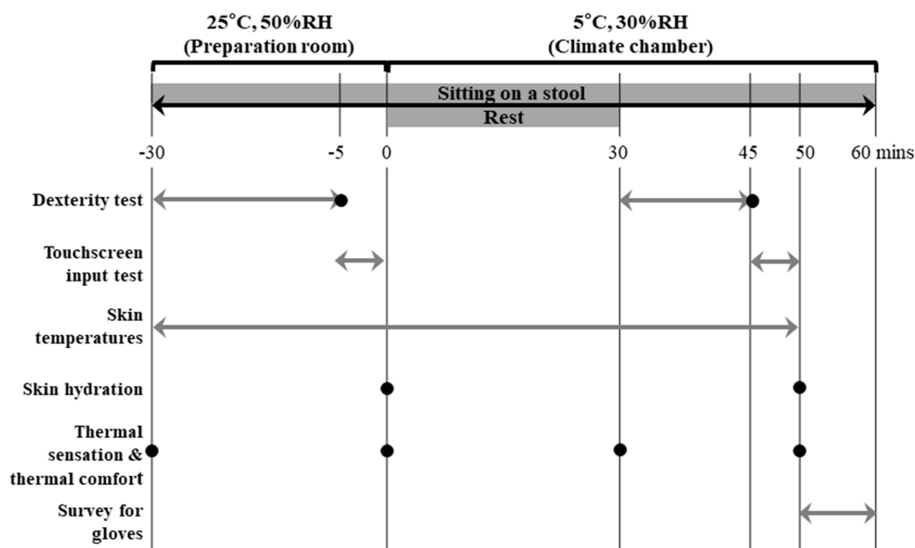 25°C, 50%RH
(Preparation room)
5°C, 30%RH
(Climate chamber)
Sitting on a stool
Rest
-30 -5 0 30 45 50 60 mins
Dexterity test
Touchscreen
input test
Skin
temperatures
Skin hydration
Thermal
sensation &
thermal comfort
Survey for
gloves